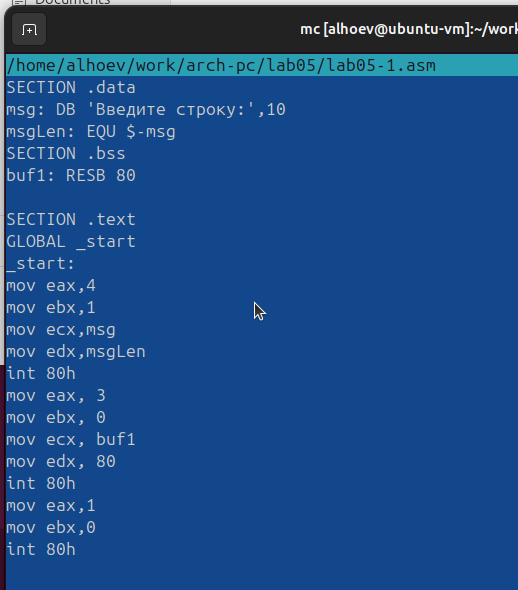 Documents
mc [alhoev@ubuntu-vm]:~/work
/home/alhoev/work/arch-pc/lab05/lab05-1.asm
SECTION .data
msg: DB 'Введите строку:',10
msgLen: EQU $-msg
SECTION .bss
buf1: RESB 80
SECTION .text
GLOBAL _start
_start:
mov eax,4
mov ebx,1
mov ecx,msg
mov edx,msgLen
int 80h
mov eax, 3
mov ebx, 0
mov ecx, buf1
mov edx, 80
int 80h
mov eax,1
mov ebx,0
int 80h